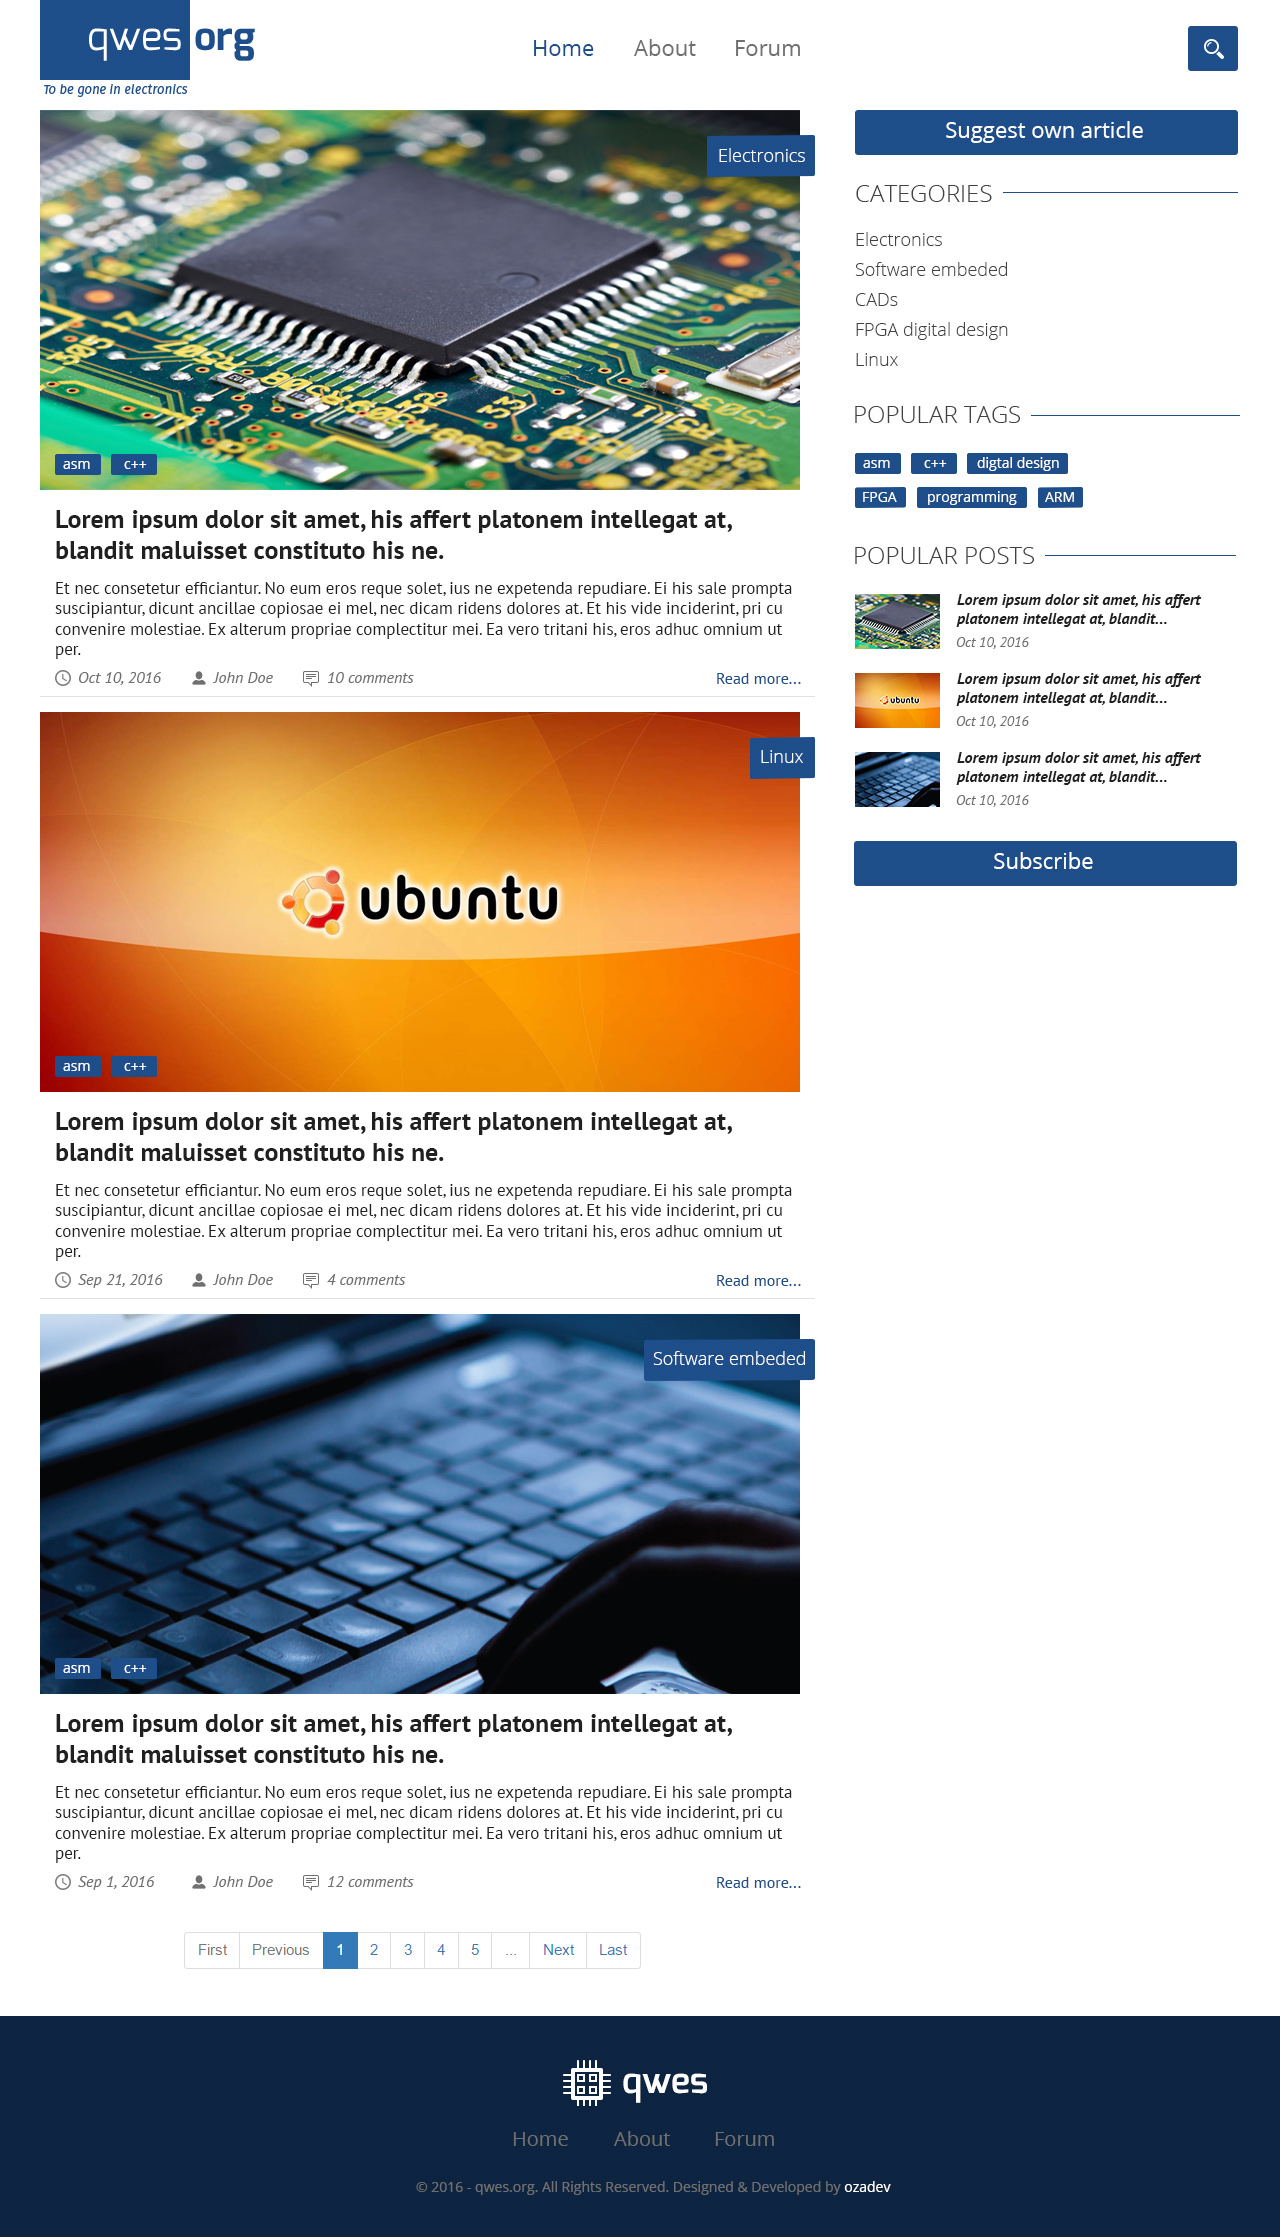 qwes org
To be gone in electronics
Home About Forum
Electronics
asm c++
Lorem ipsum dolor sit amet, his affert platonem intellegat at,
blandit maluisset constituto his ne.
Et nec consetetur efficiantur. No eum eros reque solet, ius ne expetenda repudiare. Ei his sale prompta
suscipiantur, dicunt ancillae copiosae ei mel, nec dicam ridens dolores at. Et his vide inciderint, pri cu
convenire molestiae. Ex alterum propriae complectitur mei. Ea vero tritani his, eros adhuc omnium ut
per.
Oct 10, 2016 John Doe 10 comments Read more...
Linux
ubuntu
asm c++
Lorem ipsum dolor sit amet, his affert platonem intellegat at,
blandit maluisset constituto his ne.
Et nec consetetur efficiantur. No eum eros reque solet, ius ne expetenda repudiare. Ei his sale prompta
suscipiantur, dicunt ancillae copiosae ei mel, nec dicam ridens dolores at. Et his vide inciderint, pri cu
convenire molestiae. Ex alterum propriae complectitur mei. Ea vero tritani his, eros adhuc omnium ut
per.
Sep 21, 2016 John Doe 4 comments Read more...
Software embeded
asm c++
Lorem ipsum dolor sit amet, his affert platonem intellegat at,
blandit maluisset constituto his ne.
Et nec consetetur efficiantur. No eum eros reque solet, ius ne expetenda repudiare. Ei his sale prompta
suscipiantur, dicunt ancillae copiosae ei mel, nec dicam ridens dolores at. Et his vide inciderint, pri cu
convenire molestiae. Ex alterum propriae complectitur mei. Ea vero tritani his, eros adhuc omnium ut
per.
Sep 1, 2016 John Doe 12 comments Read more...
First Previous 1 2 3 4 5 ... Next Last
Suggest own article
CATEGORIES
Electronics
Software embeded
CADs
FPGA digital design
Linux
POPULAR TAGS
asm c++ digtal design
FPGA programming ARM
POPULAR POSTS
Lorem ipsum dolor sit amet, his affert
platonem intellegat at, blandit...
Oct 10, 2016
ubuntu
Lorem ipsum dolor sit amet, his affert
platonem intellegat at, blandit...
Oct 10, 2016
Lorem ipsum dolor sit amet, his affert
platonem intellegat at, blandit...
Oct 10, 2016
Subscribe
qwes
Home About Forum
© 2016 - qwes.org. All Rights Reserved. Designed & Developed by ozadev